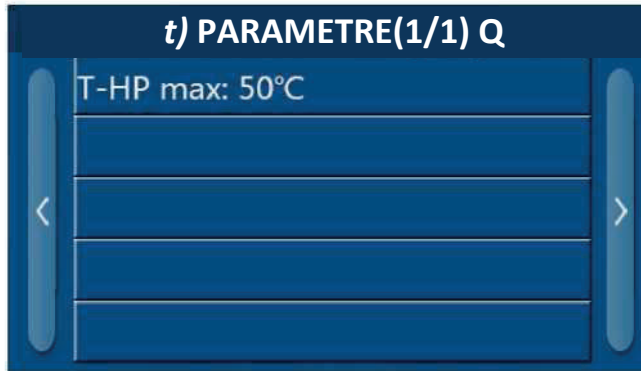 t) PARAMETRE(1/1) Q
T-HP max: 50℃